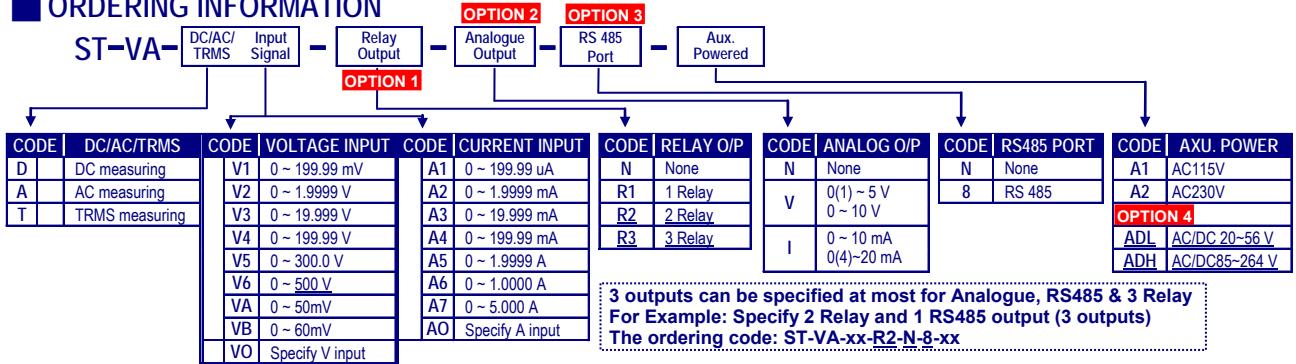 ORDERING INFORMATION
OPTION 2 OPTION 3
ST-VA- DC/AC/ TRMS Input Signal - Relay Output - Analogue Output - RS 485 Port - Aux. Powered
OPTION 1
CODE DC/AC/TRMS
D DC measuring
A AC measuring
T TRMS measuring
CODE VOLTAGE INPUT
V1 0 ~ 199.99 mV
V2 0 ~ 1.9999 V
V3 0 ~ 19.999 V
V4 0 ~ 199.99 V
V5 0 ~ 300.0 V
V6 0 ~ 500 V
VA 0 ~ 50mV
VB 0 ~ 60mV
VO Specify V input
CODE CURRENT INPUT
A1 0 ~ 199.99 uA
A2 0 ~ 1.9999 mA
A3 0 ~ 19.999 mA
A4 0 ~ 199.99 mA
A5 0 ~ 1.9999 A
A6 0 ~ 1.0000 A
A7 0 ~ 5.000 A
AO Specify A input
CODE RELAY O/P
N None
R1 1 Relay
R2 2 Relay
R3 3 Relay
CODE ANALOG O/P
N None
V 0(1) ~ 5 V
0 ~ 10 V
I 0 ~ 10 mA
0(4)~20 mA
CODE RS485 PORT
N None
8 RS 485
CODE AXU. POWER
A1 AC115V
A2 AC230V
OPTION 4
ADL AC/DC 20~56 V
ADH AC/DC85~264 V
3 outputs can be specified at most for Analogue, RS485 & 3 Relay
For Example: Specify 2 Relay and 1 RS485 output (3 outputs)
The ordering code: ST-VA-xx-R2-N-8-xx